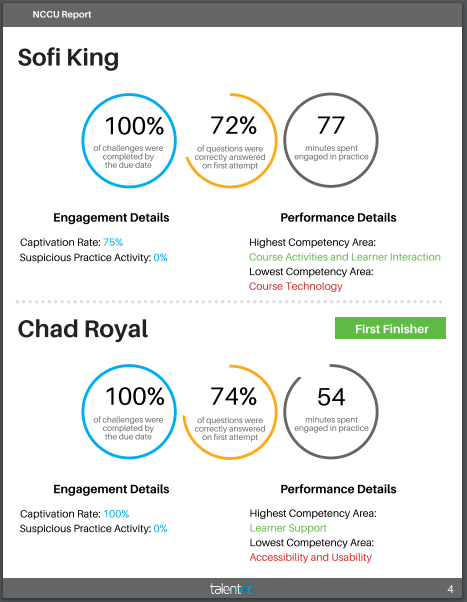 NCCU Report
Sofi King
100%
of challenges were
completed by
the due date
72%
of questions were
correctly answered
on first attempt
77
minutes spent
engaged in practice
Engagement Details
Captivation Rate: 75%
Suspicious Practice Activity: 0%
Performance Details
Highest Competency Area:
Course Activities and Learner Interaction
Lowest Competency Area:
Course Technology
Chad Royal
First Finisher
100%
of challenges were
completed by
the due date
74%
of questions were
correctly answered
on first attempt
54
minutes spent
engaged in practice
Engagement Details
Captivation Rate: 100%
Suspicious Practice Activity: 0%
Performance Details
Highest Competency Area:
Learner Support
Lowest Competency Area:
Accessibility and Usability
4